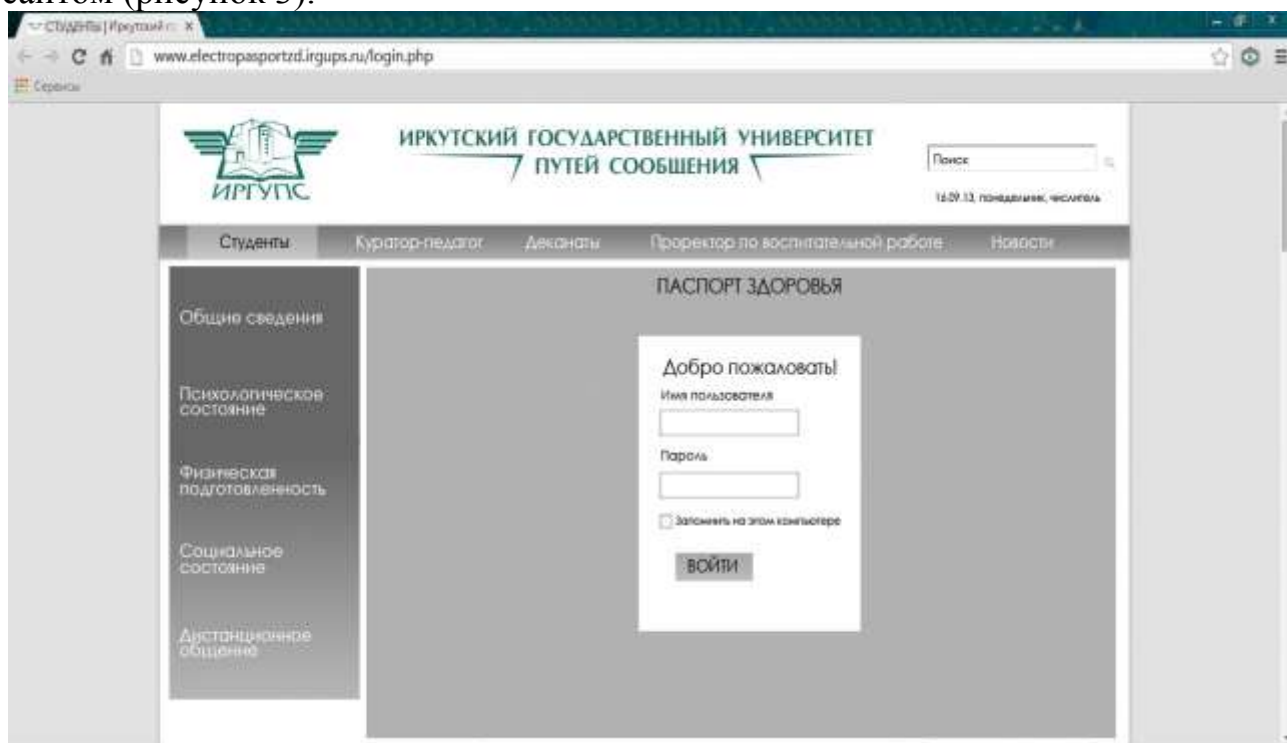 (рисунок 3).
СТУДЕНТЫ | Иркутский г
www.electropasportzd.irgups.ru/login.php
Сервисы
ИРГУПС
ИРКУТСКИЙ ГОСУДАРСТВЕННЫЙ УНИВЕРСИТЕТ
ПУТЕЙ СООБЩЕНИЯ
Поиск
16.09.13, понедельник, числитель
Студенты Куратор-педагог Деканаты Проректор по воспитательной работе Новости
ПАСПОРТ ЗДОРОВЬЯ
Общие сведения
Психологическое
состояние
Физическая
подготовленность
Социальное
состояние
Дистанционное
общение
Добро пожаловать!
Имя пользователя
Пароль
Запомнить на этом компьютере
ВОЙТИ